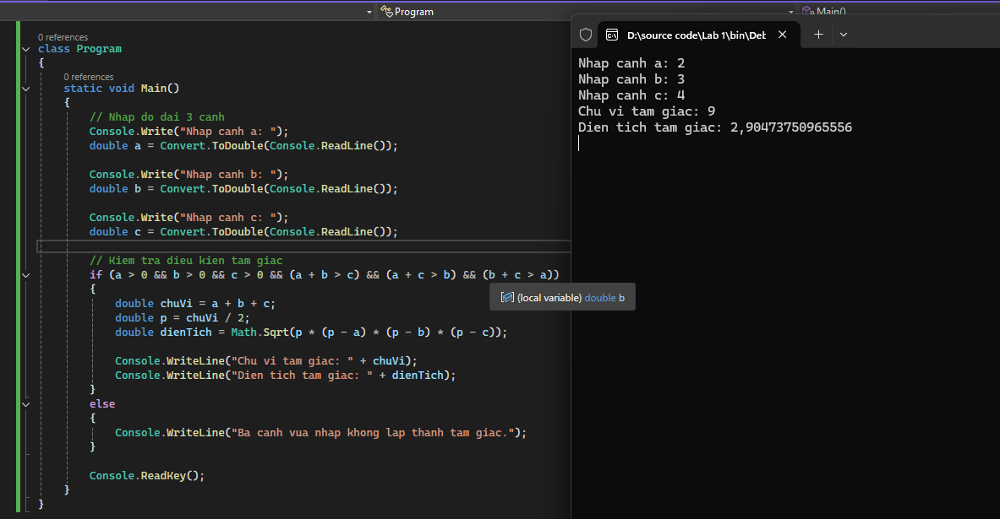 Program
Main()
0 references
class Program
{
0 references
static void Main()
{
// Nhap do dai 3 canh
Console.Write("Nhap canh a: ");
double a = Convert.ToDouble(Console.ReadLine());
Console.Write("Nhap canh b: ");
double b = Convert.ToDouble(Console.ReadLine());
Console.Write("Nhap canh c: ");
double c = Convert.ToDouble(Console.ReadLine());
// Kiem tra dieu kien tam giac
if (a > 0 && b > 0 && c > 0 && (a + b > c) && (a + c > b) && (b + c > a))
{
(local variable) double b
double chuVi = a + b + c;
double p = chuVi / 2;
double dienTich = Math.Sqrt(p * (p - a) * (p - b) * (p - c));
Console.WriteLine("Chu vi tam giac: " + chuVi);
Console.WriteLine("Dien tich tam giac: " + dienTich);
}
else
{
Console.WriteLine("Ba canh vua nhap khong lap thanh tam giac.");
}
Console.ReadKey();
}
}
D:\source code\Lab 1\bin\Deb
Nhap canh a: 2
Nhap canh b: 3
Nhap canh c: 4
Chu vi tam giac: 9
Dien tich tam giac: 2,90473750965556